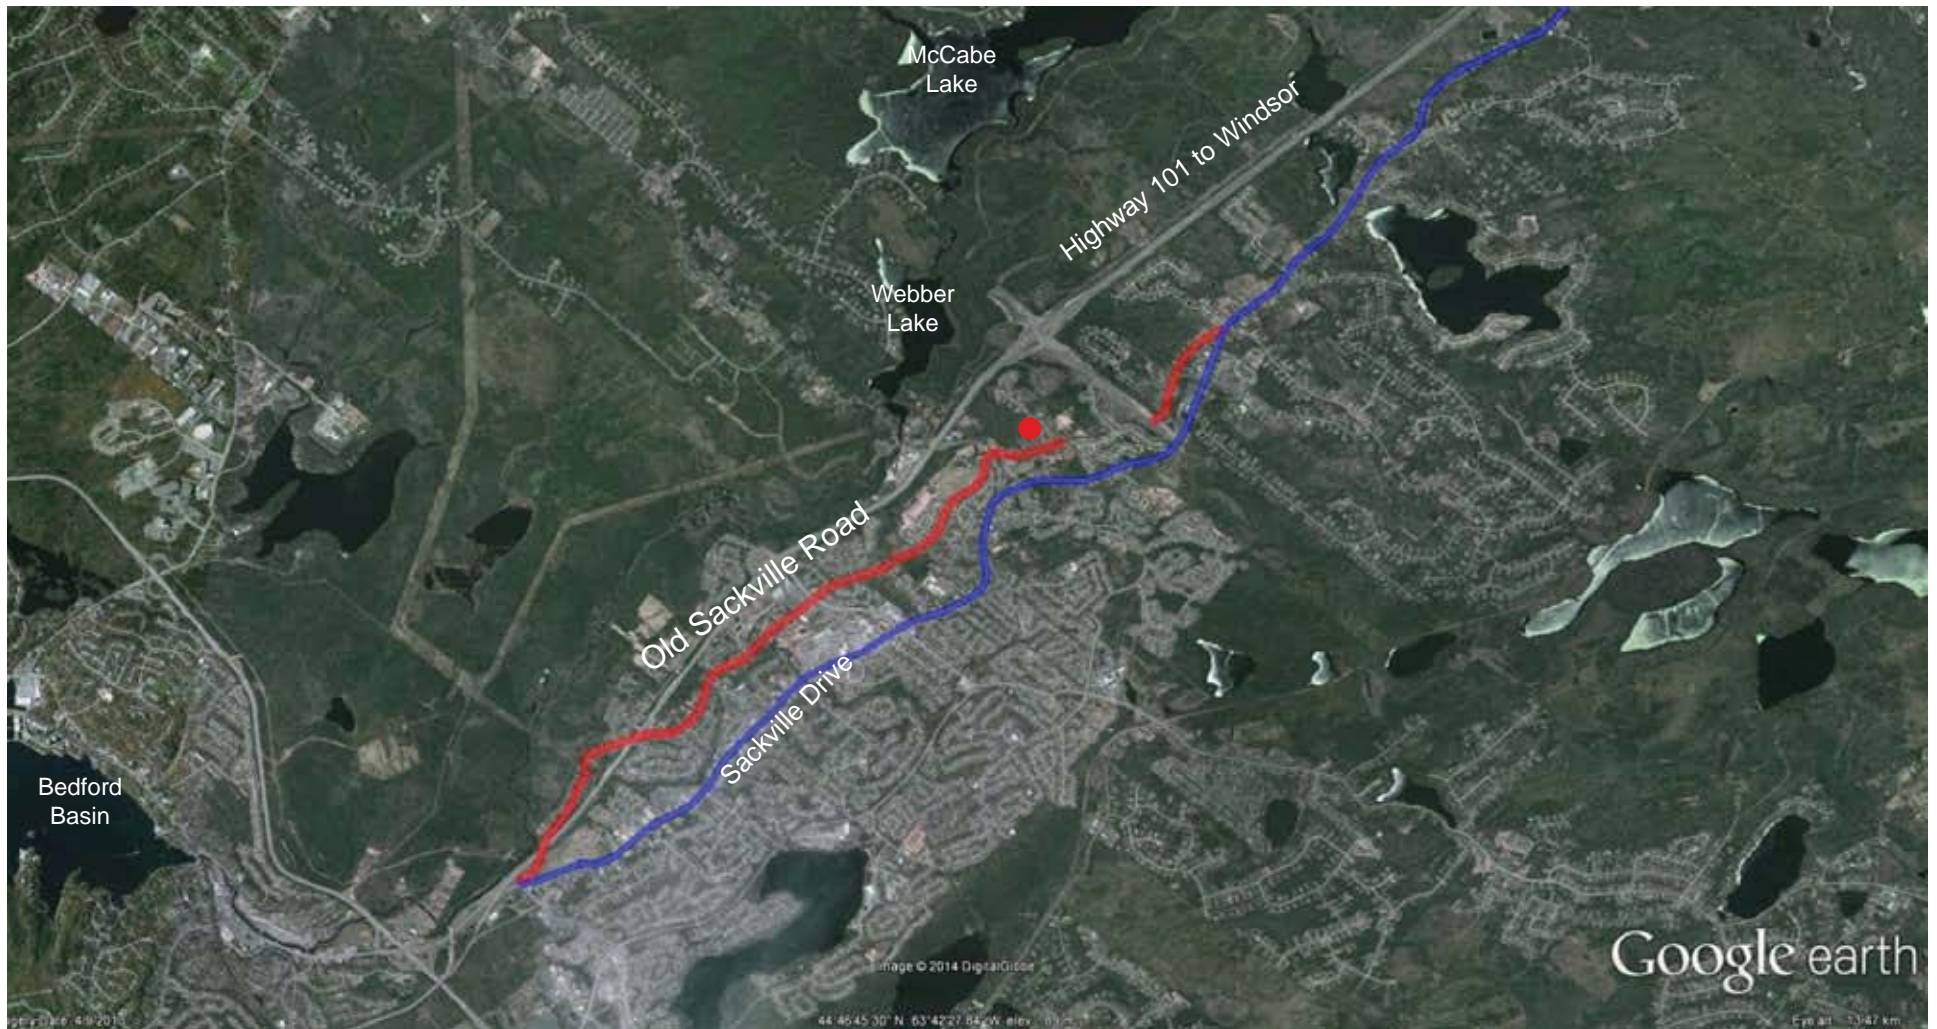 McCabe
Lake
Highway 101 to Windsor
Webber
Lake
Old Sackville Road
Sackville Drive
Bedford
Basin
Google earth
Image © 2014 DigitalGlobe